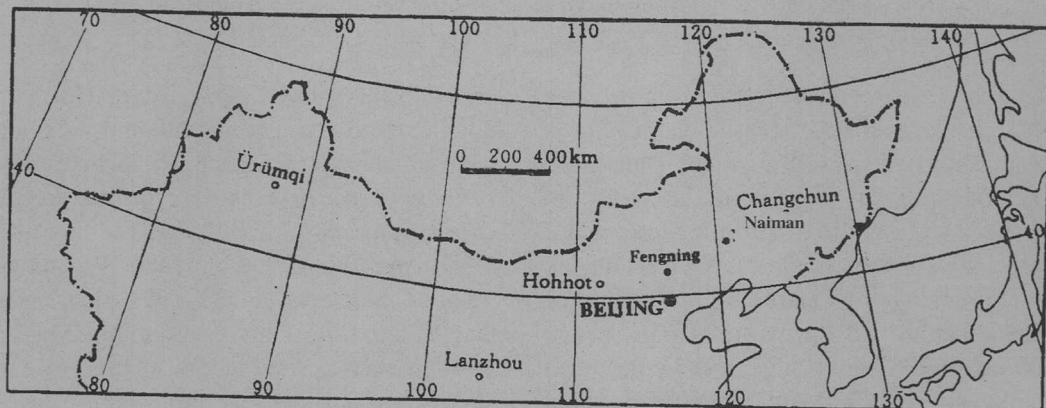 70 80 90 100 110 120 130 140
0 200 400km
Ürümqi
40
Changchun
Naiman
40
Fengning
Hohhot
BEIJING
Lanzhou
80 90 100 110 120 130